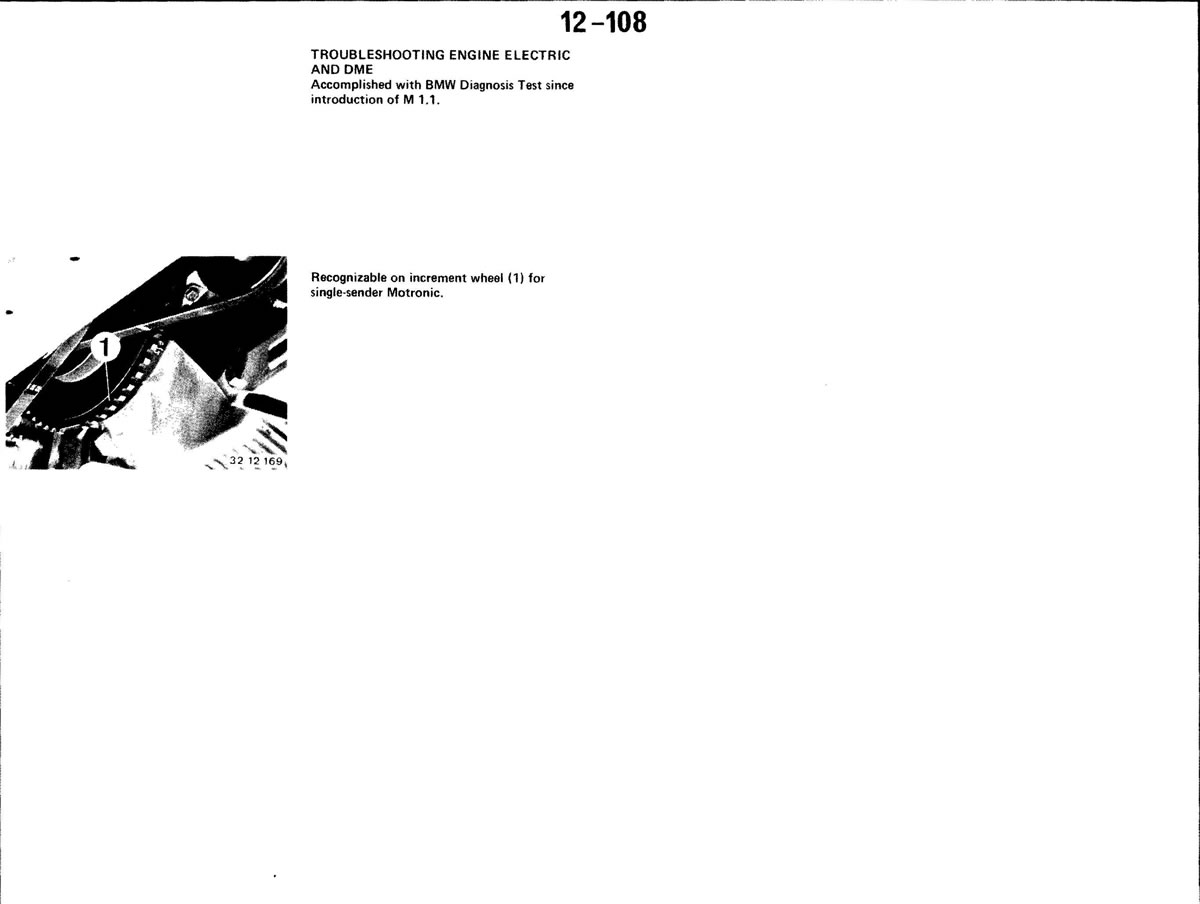 12-108
TROUBLESHOOTING ENGINE ELECTRIC
AND DME
Accomplished with BMW Diagnosis Test since
introduction of M 1.1.
Recognizable on increment wheel (1) for
single-sender Motronic.
1
32 12 169